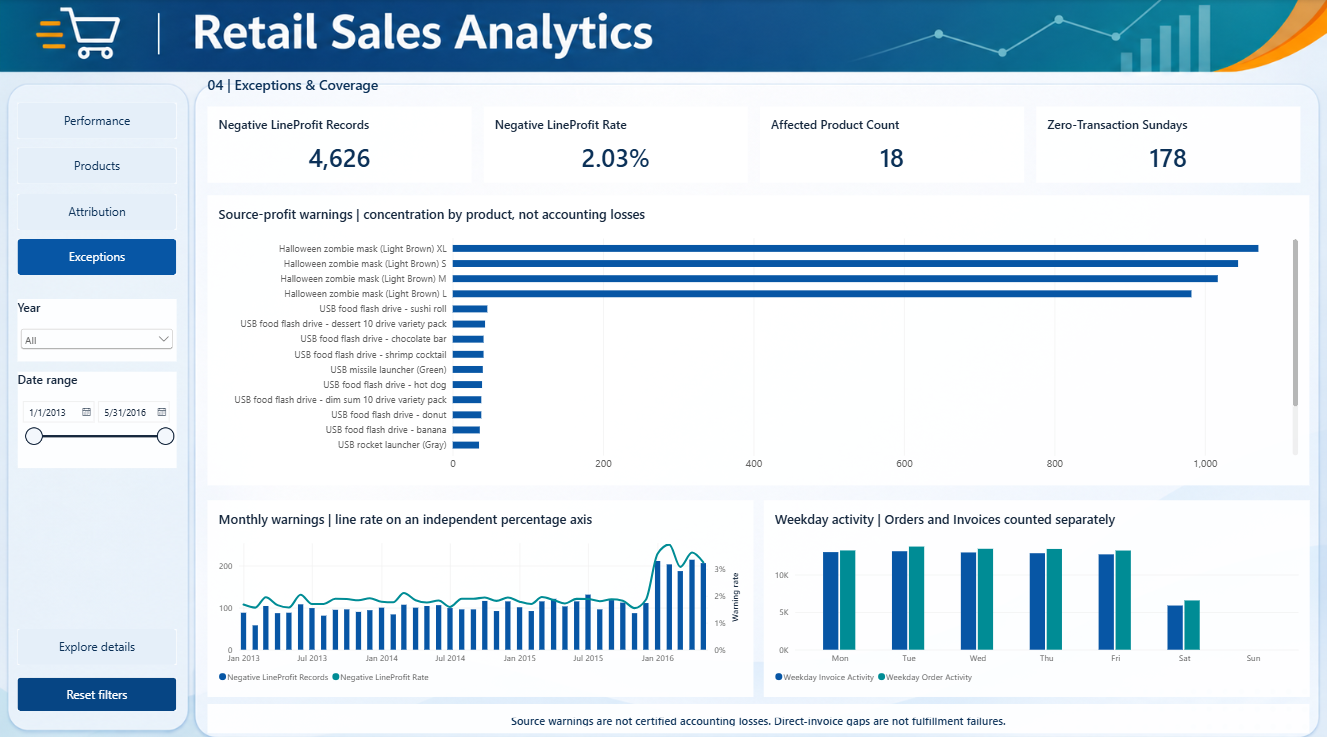 Retail Sales Analytics
04 | Exceptions & Coverage
Performance
Products
Attribution
Exceptions
Year
All
Date range
1/1/2013
5/31/2016
Explore details
Reset filters
Negative LineProfit Records
4,626
Negative LineProfit Rate
2.03%
Affected Product Count
18
Zero-Transaction Sundays
178
Source-profit warnings | concentration by product, not accounting losses
Halloween zombie mask (Light Brown) XL
Halloween zombie mask (Light Brown) S
Halloween zombie mask (Light Brown) M
Halloween zombie mask (Light Brown) L
USB food flash drive - sushi roll
USB food flash drive - dessert 10 drive variety pack
USB food flash drive - chocolate bar
USB food flash drive - shrimp cocktail
USB missile launcher (Green)
USB food flash drive - hot dog
USB food flash drive - dim sum 10 drive variety pack
USB food flash drive - donut
USB food flash drive - banana
USB rocket launcher (Gray)
0 200 400 600 800 1,000
Monthly warnings | line rate on an independent percentage axis
200
100
0
3%
2%
1%
0%
Warning rate
Jan 2013 Jul 2013 Jan 2014 Jul 2014 Jan 2015 Jul 2015 Jan 2016
Negative LineProfit Records Negative LineProfit Rate
Weekday activity | Orders and Invoices counted separately
10K
5K
0K
Mon Tue Wed Thu Fri Sat Sun
Weekday Invoice Activity Weekday Order Activity
Source warnings are not certified accounting losses. Direct-invoice gaps are not fulfillment failures.